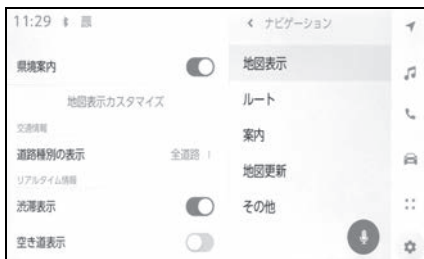 11:29
県境案内
地図表示カスタマイズ
交通情報
道路種別の表示 全道路
リアルタイム情報
渋滞表示
空き道表示
ナビゲーション
地図表示
ルート
案内
地図更新
その他